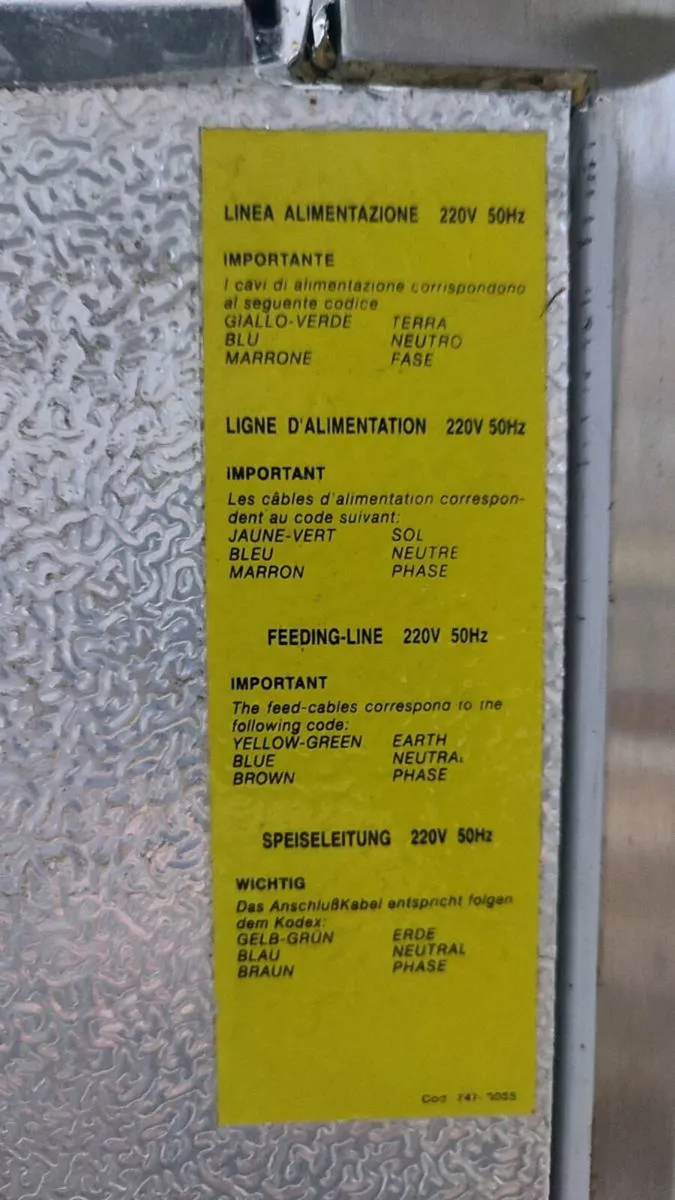 LINEA ALIMENTAZIONE 220V 50Hz
IMPORTANTE
I cavi di alimentazione corrispondono
al seguente codice
GIALLO-VERDE TERRA
BLU NEUTRO
MARRONE FASE
LIGNE D'ALIMENTATION 220V 50Hz
IMPORTANT
Les câbles d'alimentation correspon-
dent au code suivant:
JAUNE-VERT SOL
BLEU NEUTRE
MARRON PHASE
FEEDING-LINE 220V 50Hz
IMPORTANT
The feed-cables correspond to the
following code:
YELLOW-GREEN EARTH
BLUE NEUTRAL
BROWN PHASE
SPEISELEITUNG 220V 50Hz
WICHTIG
Das AnschlußKabel entspricht folgen
dem Kodex:
GELB-GRÜN ERDE
BLAU NEUTRAL
BRAUN PHASE
Cod